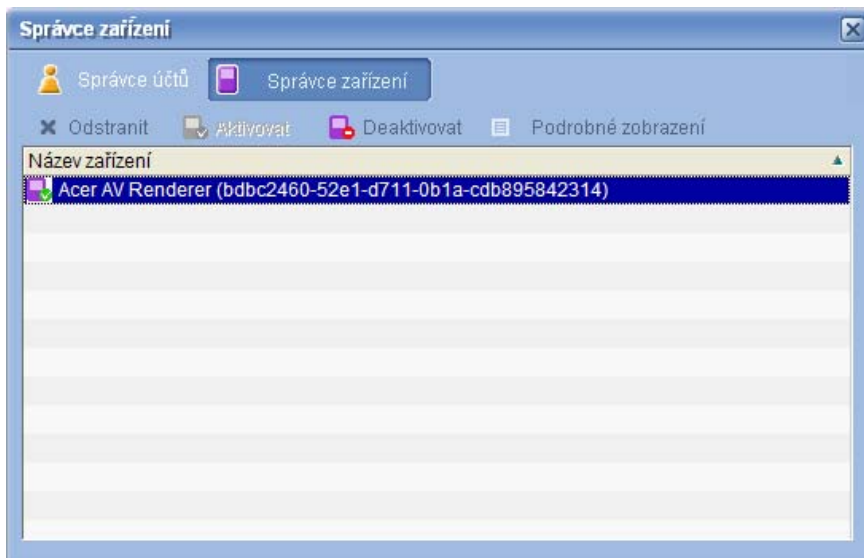 Správce zařízení
Správce účtů Správce zařízení
Odstranit Aktivovat Deaktivovat Podrobné zobrazení
Název zařízení
Acer AV Renderer (bdbc2460-52e1-d711-0b1a-cdb895842314)